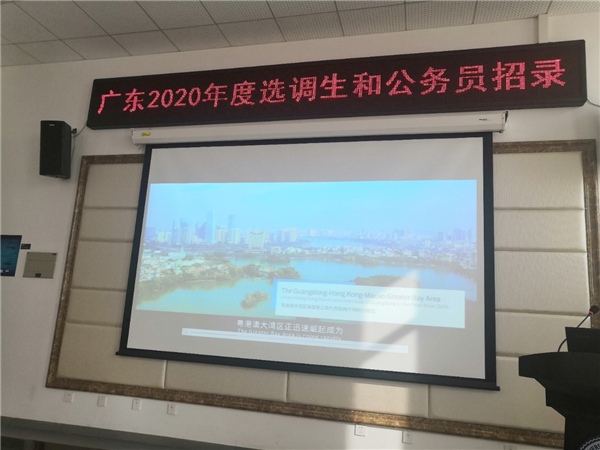 广东2020年度选调生和公务员招录
The Guangdong-Hong Kong-Macao Greater Bay Area
粤港澳大湾区正迅速崛起成为